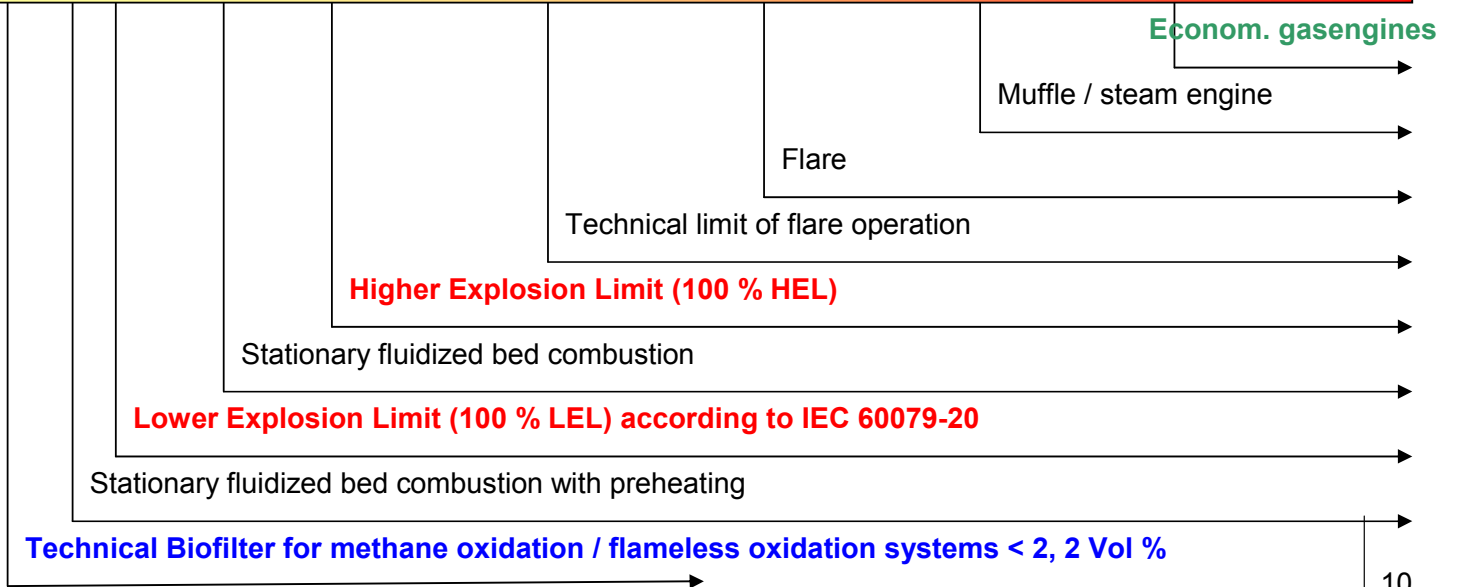 Econom. gasengines
Muffle / steam engine
Flare
Technical limit of flare operation
Higher Explosion Limit (100 % HEL)
Stationary fluidized bed combustion
Lower Explosion Limit (100 % LEL) according to IEC 60079-20
Stationary fluidized bed combustion with preheating
Technical Biofilter for methane oxidation / flameless oxidation systems < 2, 2 Vol %
10